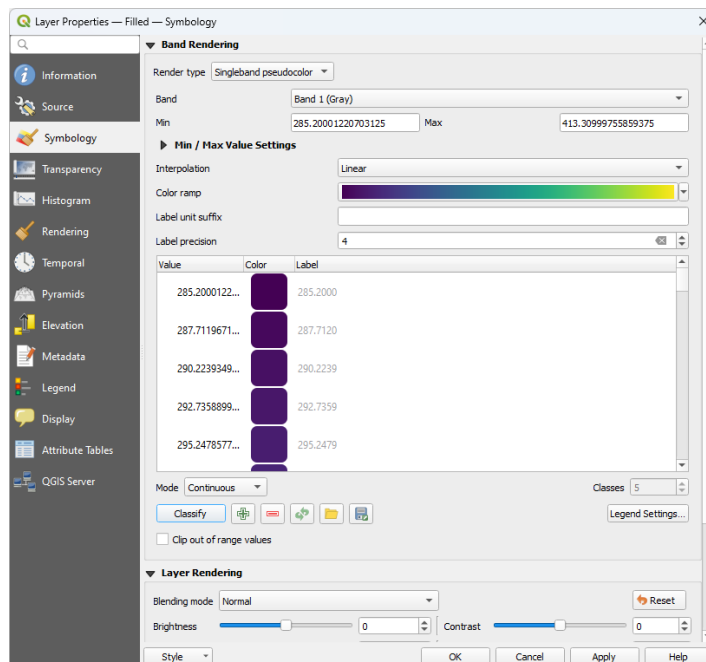 Layer Properties — Filled — Symbology
Information
Source
Symbology
Transparency
Histogram
Rendering
Temporal
Pyramids
Elevation
Metadata
Legend
Display
Attribute Tables
QGIS Server
Band Rendering
Render type Singleband pseudocolor
Band Band 1 (Gray)
Min 285.20001220703125 Max 413.30999755859375
Min / Max Value Settings
Interpolation Linear
Color ramp
Label unit suffix
Label precision 4
Value Color Label
285.2000122... 285.2000
287.7119671... 287.7120
290.2239349... 290.2239
292.7358899... 292.7359
295.2478577... 295.2479
Mode Continuous Classes 5
Classify Legend Settings...
Clip out of range values
Layer Rendering
Blending mode Normal Reset
Brightness 0 Contrast 0
Style OK Cancel Apply Help